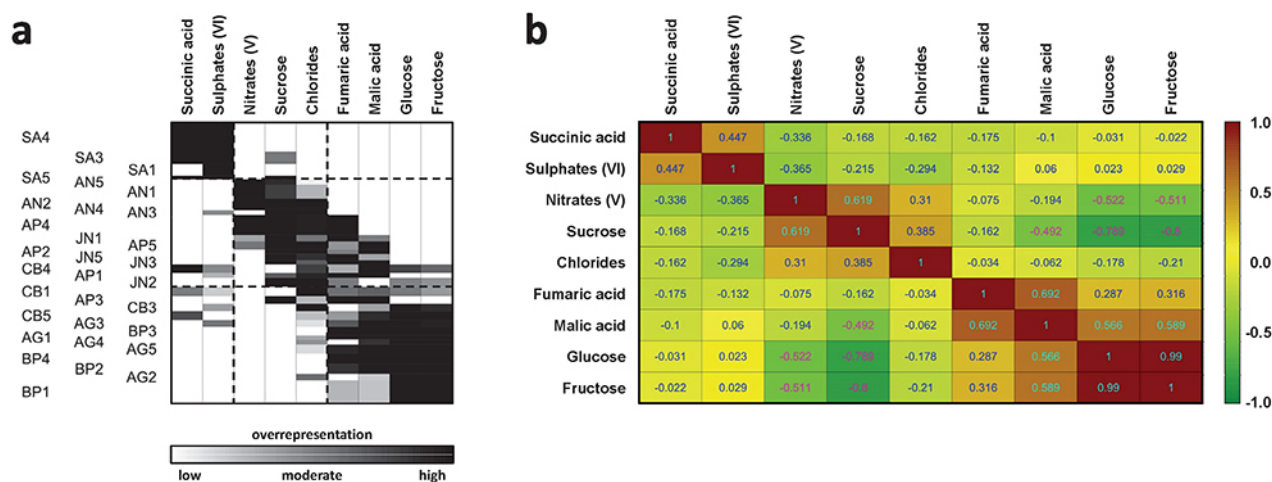 a
Succinic acid
Sulphates (VI)
Nitrates (V)
Sucrose
Chlorides
Fumaric acid
Malic acid
Glucose
Fructose
SA4
SA3
SA1
SA5
AN5
AN1
AN2
AN4
AN3
AP4
JN1
AP5
AP2
JN5
JN3
CB4
AP1
JN2
CB1
AP3
CB3
CB5
AG3
BP3
AG1
AG4
AG5
BP4
BP2
AG2
BP1
overrepresentation
low moderate high
b
Succinic acid
Sulphates (VI)
Nitrates (V)
Sucrose
Chlorides
Fumaric acid
Malic acid
Glucose
Fructose
Succinic acid 1 0.447 -0.336 -0.168 -0.162 -0.175 -0.1 -0.031 -0.022
Sulphates (VI) 0.447 1 -0.365 -0.215 -0.294 -0.132 0.06 0.023 0.029
Nitrates (V) -0.336 -0.365 1 0.619 0.31 -0.075 -0.194 -0.522 -0.511
Sucrose -0.168 -0.215 0.619 1 0.385 -0.162 -0.492 -0.789 -0.8
Chlorides -0.162 -0.294 0.31 0.385 1 -0.034 -0.062 -0.178 -0.21
Fumaric acid -0.175 -0.132 -0.075 -0.162 -0.034 1 0.692 0.287 0.316
Malic acid -0.1 0.06 -0.194 -0.492 -0.062 0.692 1 0.566 0.589
Glucose -0.031 0.023 -0.522 -0.789 -0.178 0.287 0.566 1 0.99
Fructose -0.022 0.029 -0.511 -0.8 -0.21 0.316 0.589 0.99 1
1.0
0.5
0.0
-0.5
-1.0